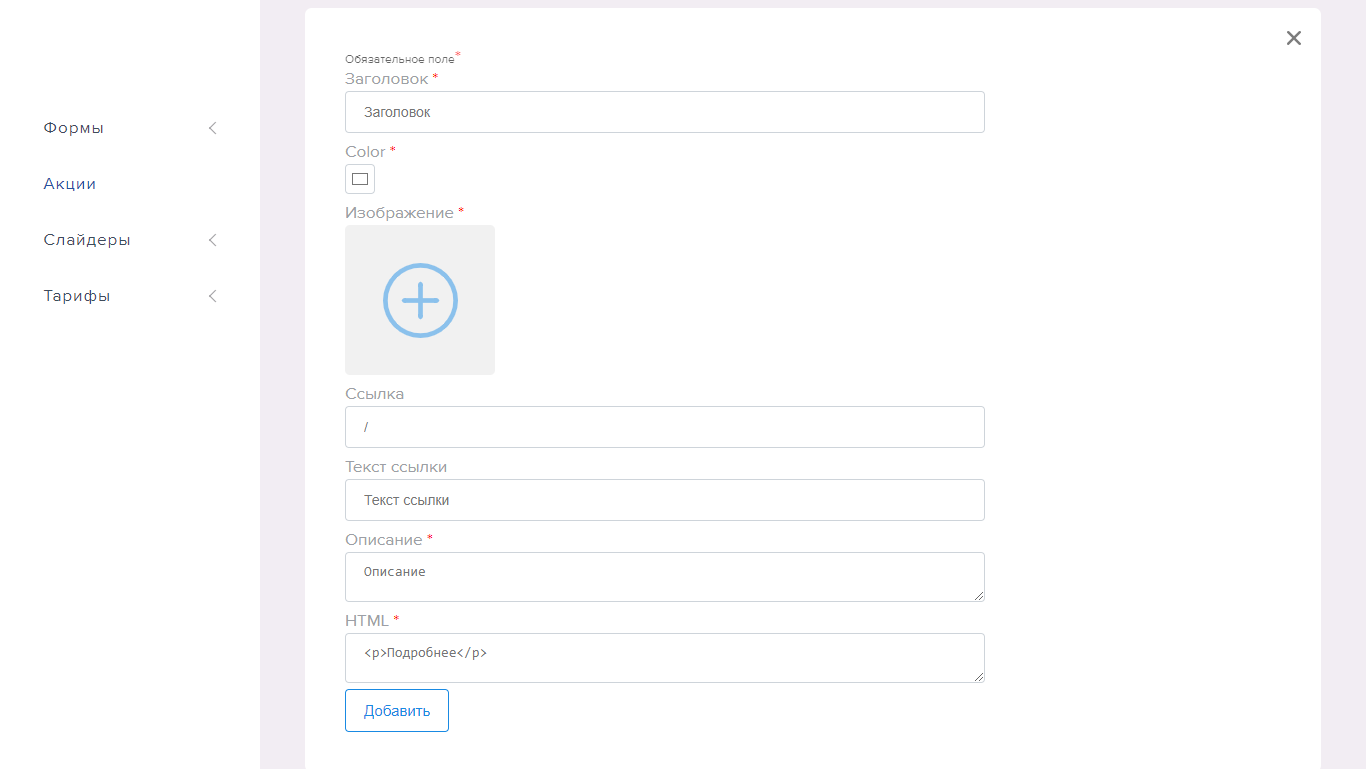 Формы
Акции
Слайдеры
Тарифы
Обязательное поле*
Заголовок *
Заголовок
Color *
Изображение *
Ссылка
/
Текст ссылки
Текст ссылки
Описание *
Описание
HTML *
<p>Подробнее</p>
Добавить